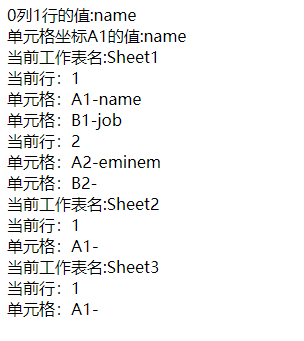 0列1行的值:name
单元格坐标A1的值:name
当前工作表名:Sheet1
当前行：1
单元格：A1-name
单元格：B1-job
当前行：2
单元格：A2-eminem
单元格：B2-
当前工作表名:Sheet2
当前行：1
单元格：A1-
当前工作表名:Sheet3
当前行：1
单元格：A1-